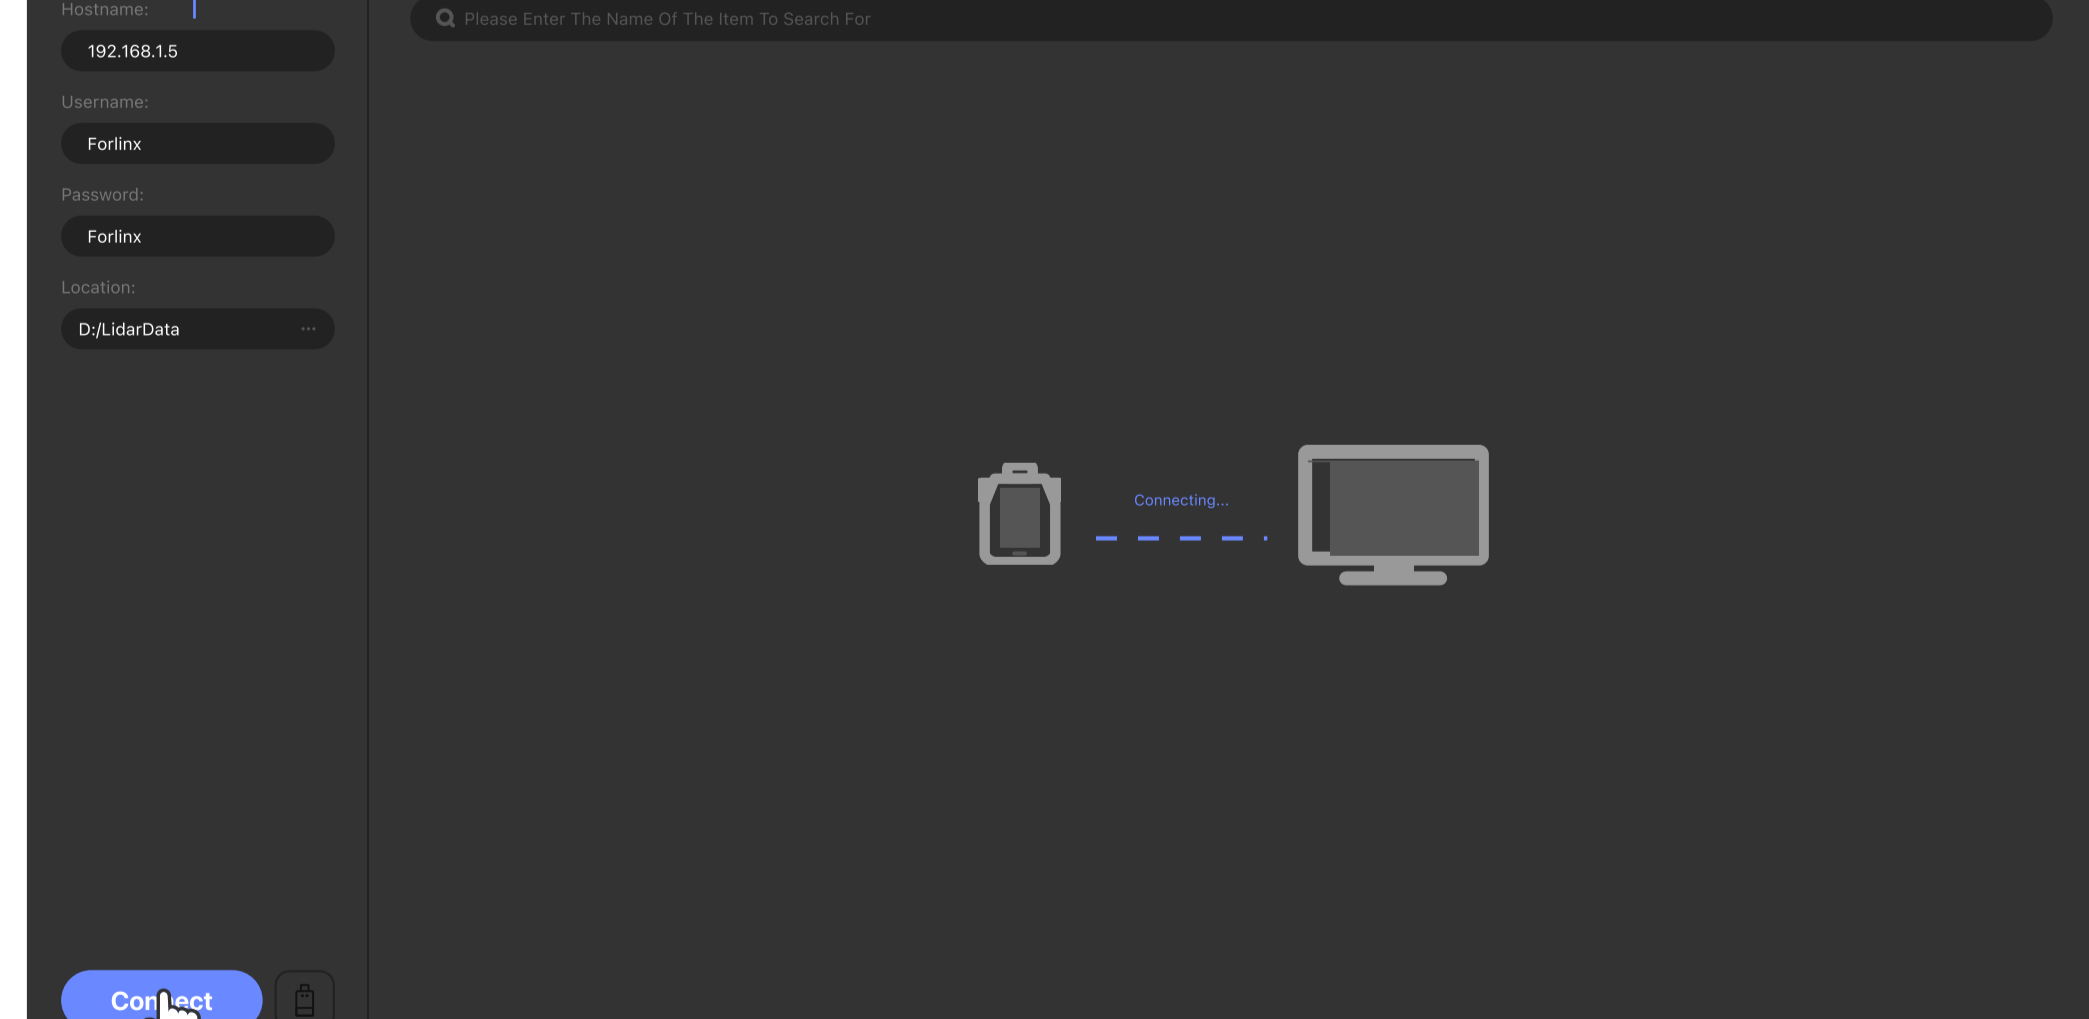 Hostname:
192.168.1.5
Username:
Forlinx
Password:
Forlinx
Location:
D:/LidarData ...
Connect
Please Enter The Name Of The Item To Search For
Connecting...